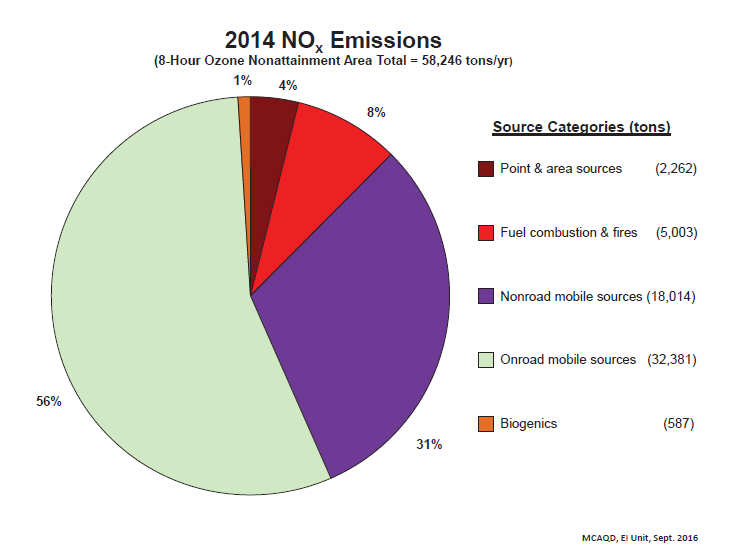 2014 NOx Emissions
(8-Hour Ozone Nonattainment Area Total = 58,246 tons/yr)
1%
4%
8%
31%
56%
Source Categories (tons)
Point & area sources (2,262)
Fuel combustion & fires (5,003)
Nonroad mobile sources (18,014)
Onroad mobile sources (32,381)
Biogenics (587)
MCAQD, EI Unit, Sept. 2016